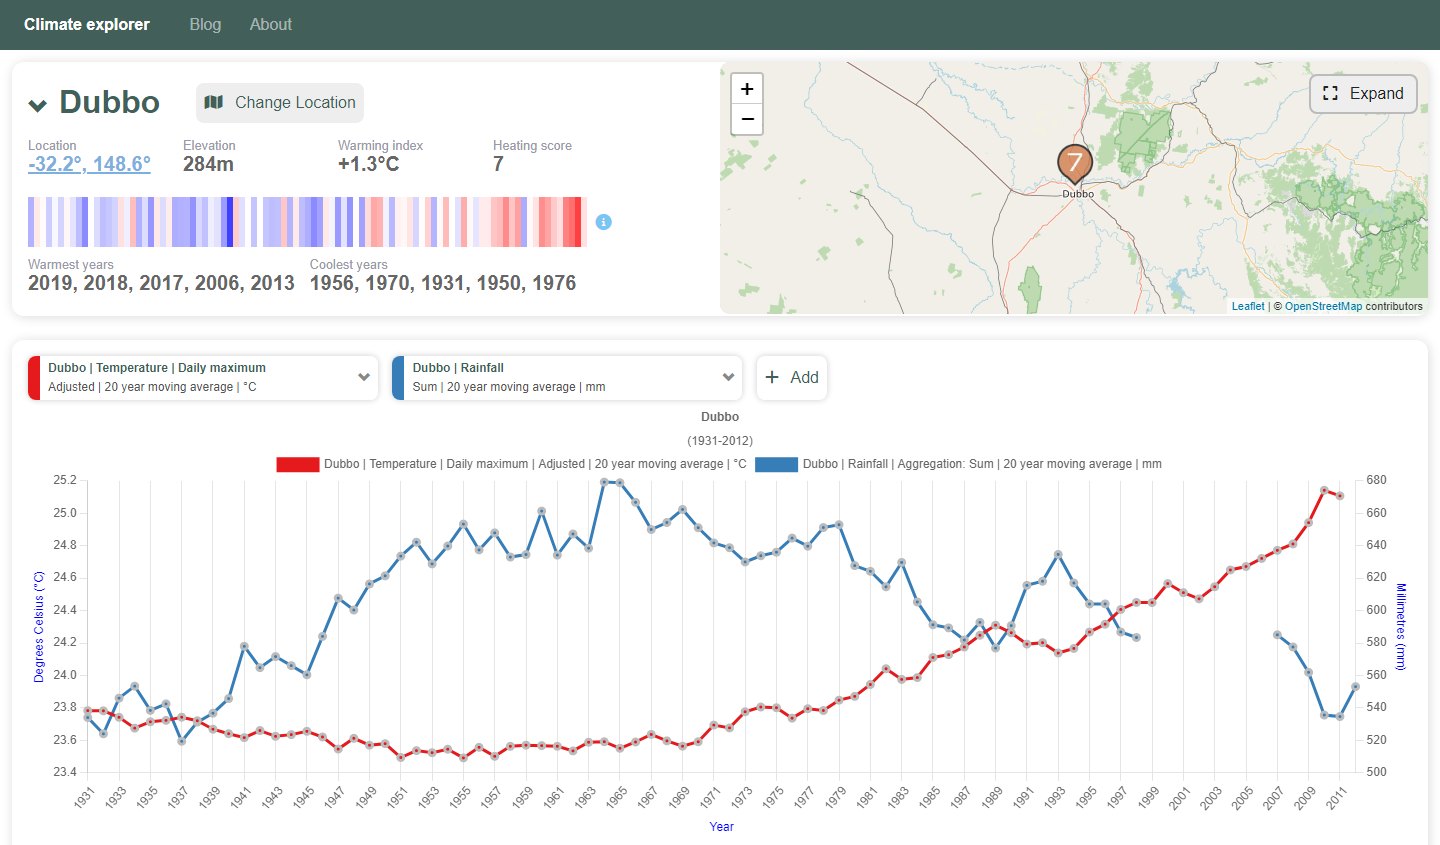 Climate explorer Blog About
Dubbo Change Location
Location Elevation Warming index Heating score
-32.2°, 148.6° 284m +1.3°C 7
Warmest years Coolest years
2019, 2018, 2017, 2006, 2013 1956, 1970, 1931, 1950, 1976
+
−
Expand
7
Dubbo
Leaflet | © OpenStreetMap contributors
Dubbo | Temperature | Daily maximum
Adjusted | 20 year moving average | °C
Dubbo | Rainfall
Sum | 20 year moving average | mm
+ Add
Dubbo
(1931-2012)
Dubbo | Temperature | Daily maximum | Adjusted | 20 year moving average | °C Dubbo | Rainfall | Aggregation: Sum | 20 year moving average | mm
Degrees Celsius (°C)
25.2
25.0
24.8
24.6
24.4
24.2
24.0
23.8
23.6
23.4
680
660
640
620
600
580
560
540
520
500
Millimetres (mm)
1931 1933 1935 1937 1939 1941 1943 1945 1947 1949 1951 1953 1955 1957 1959 1961 1963 1965 1967 1969 1971 1973 1975 1977 1979 1981 1983 1985 1987 1989 1991 1993 1995 1997 1999 2001 2003 2005 2007 2009 2011
Year